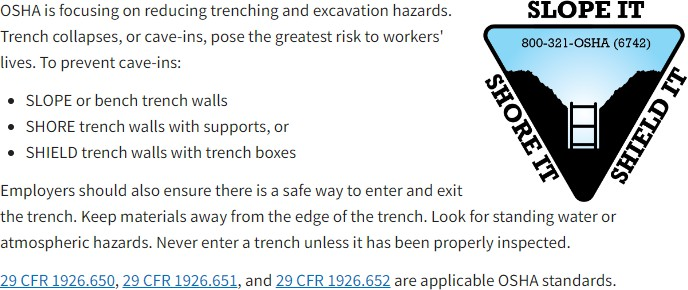 OSHA is focusing on reducing trenching and excavation hazards.
Trench collapses, or cave-ins, pose the greatest risk to workers'
lives. To prevent cave-ins:
• SLOPE or bench trench walls
• SHORE trench walls with supports, or
• SHIELD trench walls with trench boxes
Employers should also ensure there is a safe way to enter and exit
the trench. Keep materials away from the edge of the trench. Look for standing water or
atmospheric hazards. Never enter a trench unless it has been properly inspected.
29 CFR 1926.650, 29 CFR 1926.651, and 29 CFR 1926.652 are applicable OSHA standards.
SLOPE IT
800-321-OSHA (6742)
SHORE IT
SHIELD IT